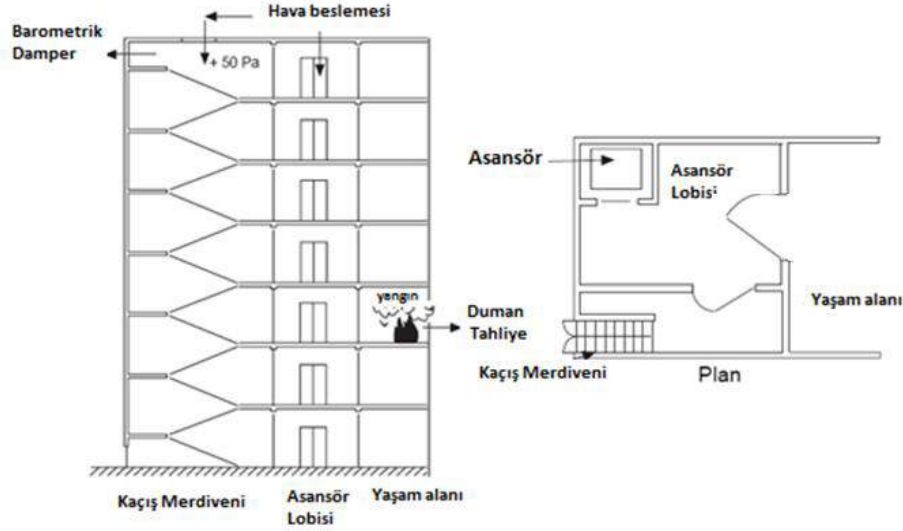 Hava beslemesi
Barometrik
Damper
+ 50 Pa
yangın
Duman
Tahliye
Kaçış Merdiveni
Asansör
Lobisi
Yaşam alanı
Asansör
Asansör
Lobisi
Yaşam alanı
Kaçış Merdiveni
Plan